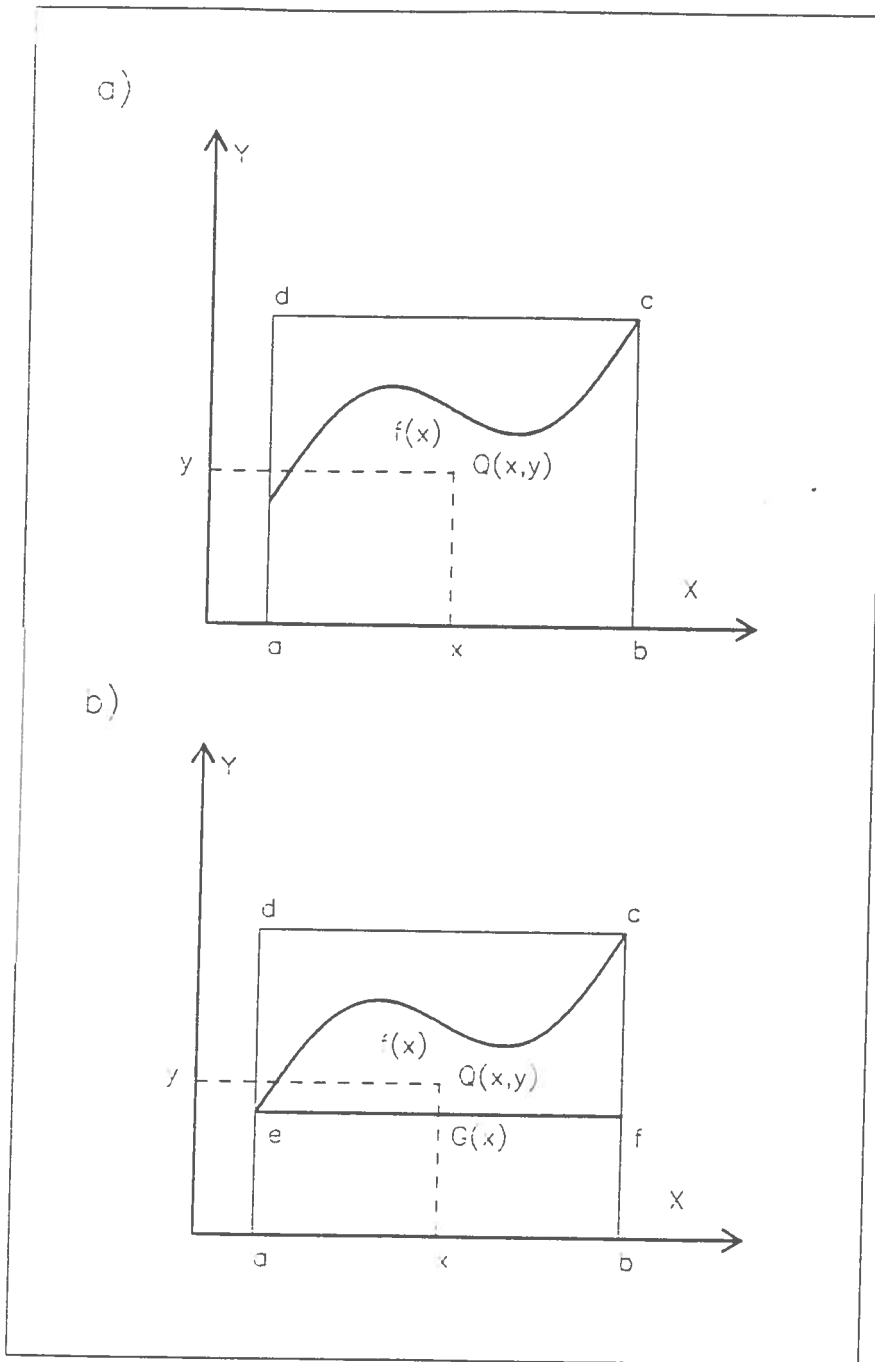 a)
Y
d c
f(x)
y Q(x,y)
X
a x b
b)
Y
d c
f(x)
y Q(x,y)
e G(x) f
X
a x b